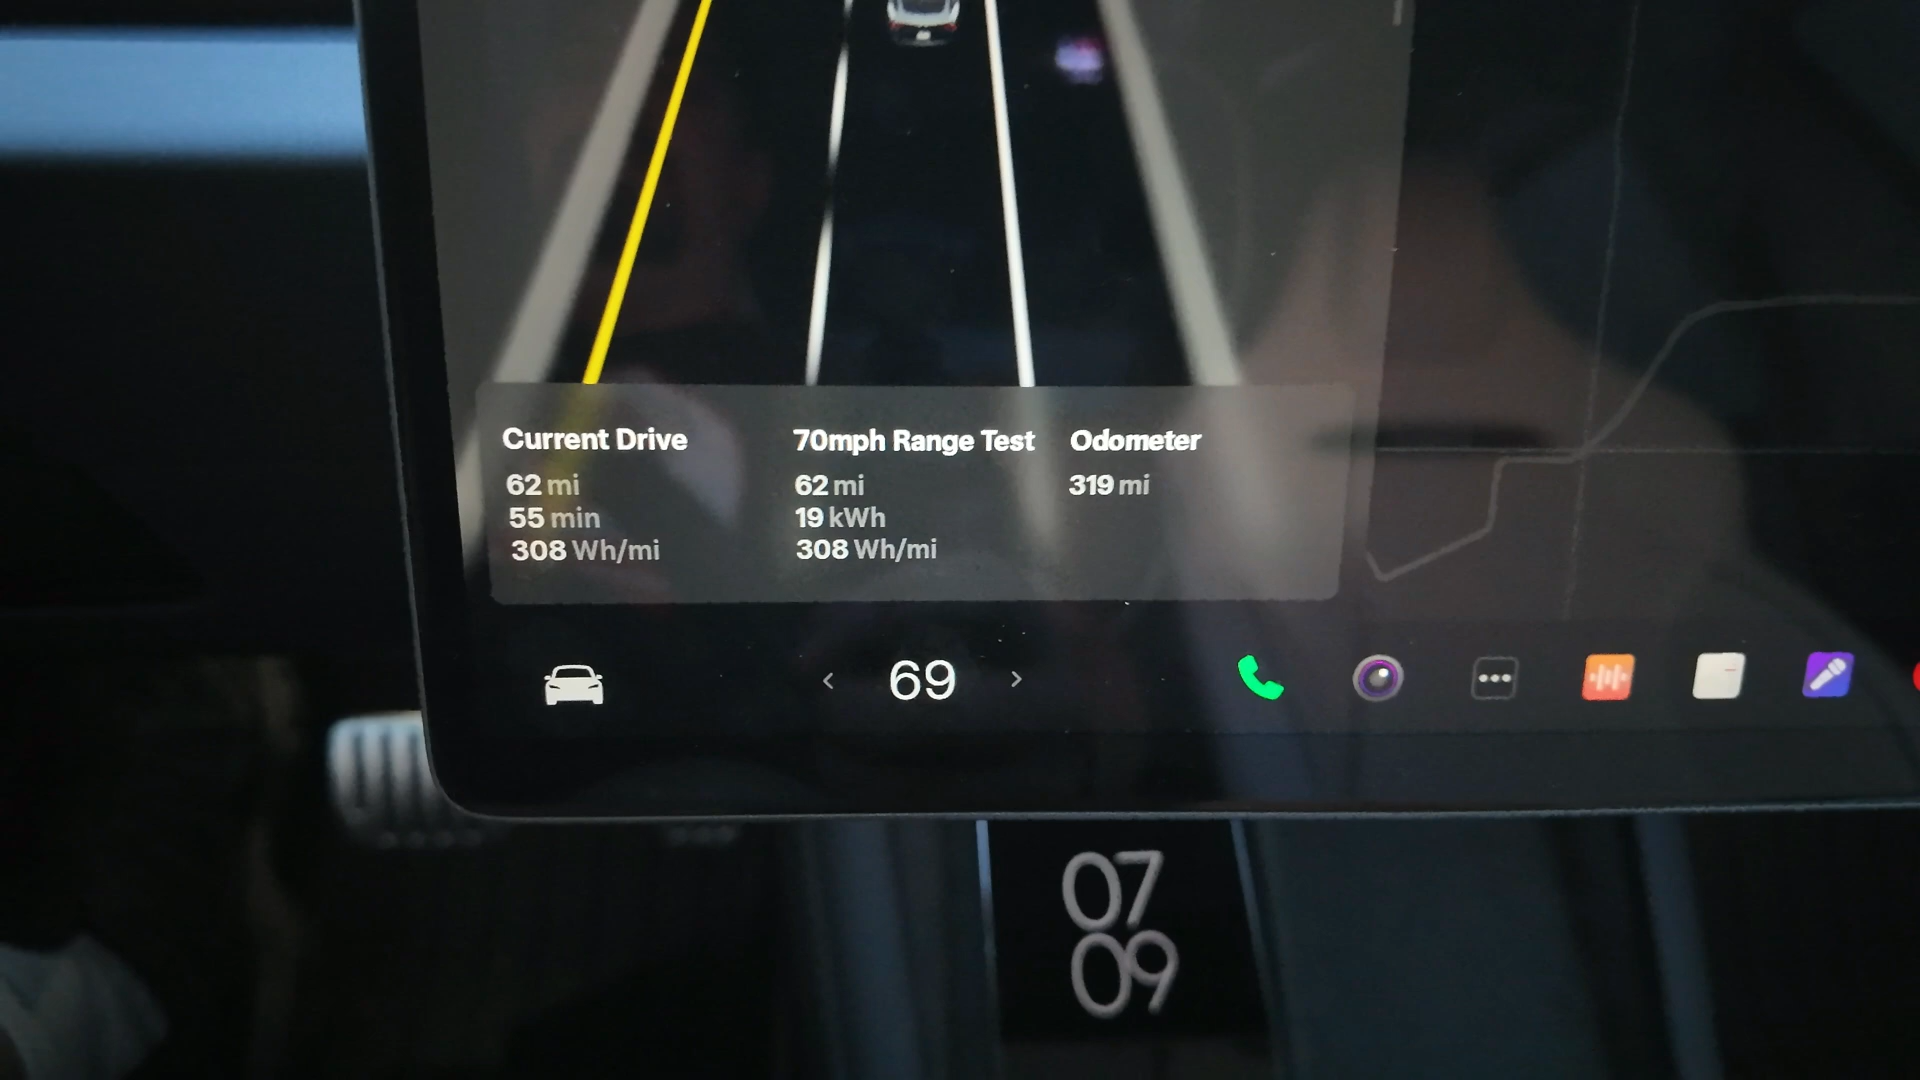 Current Drive
62 mi
55 min
308 Wh/mi
70mph Range Test
62 mi
19 kWh
308 Wh/mi
Odometer
319 mi
69
07
09